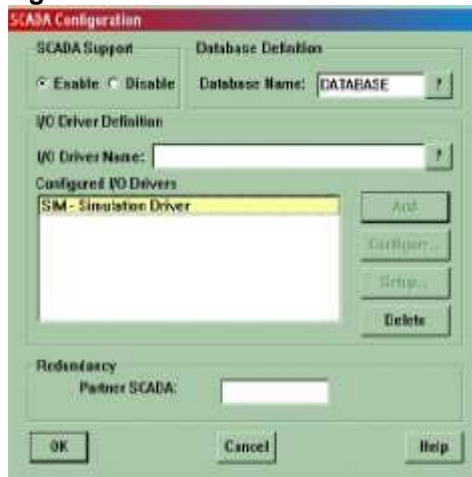 SCADA Configuration
SCADA Support
Database Definition
Enable Disable
Database Name: DATABASE ?
I/O Driver Definition
I/O Driver Name: ?
Configured I/O Drivers
SIM - Simulation Driver
Add
Configure...
Setup...
Delete
Redundancy
Partner SCADA:
OK Cancel Help